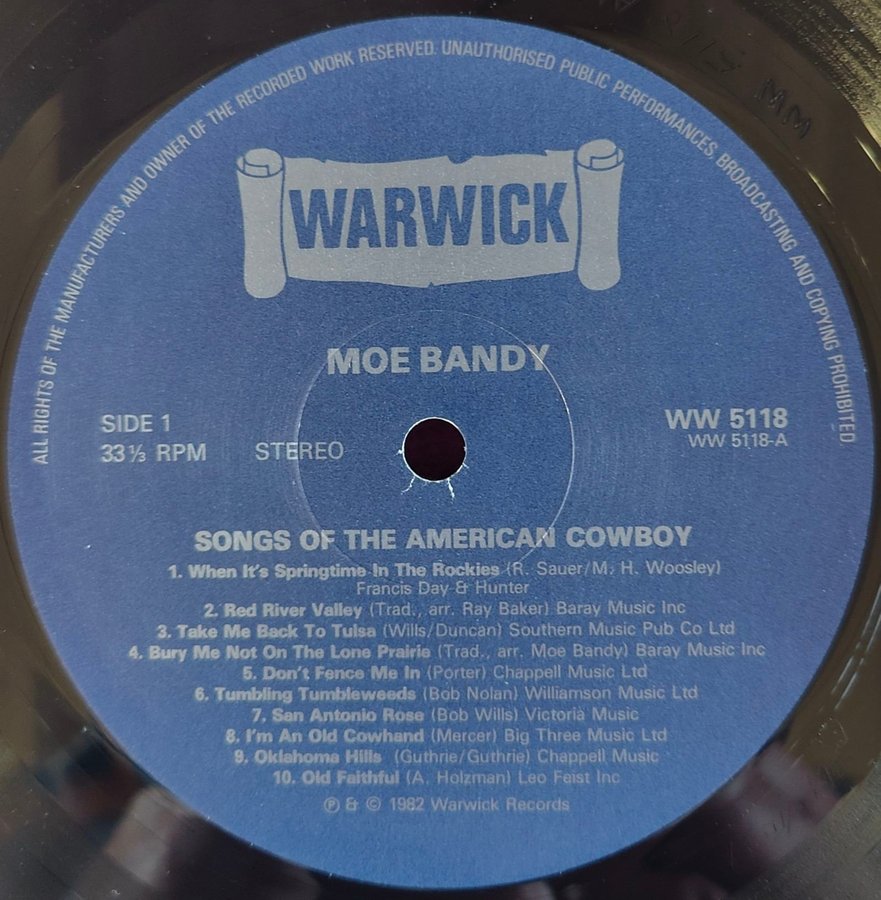 ALL RIGHTS OF THE MANUFACTURERS AND OWNER OF THE RECORDED WORK RESERVED. UNAUTHORISED PUBLIC PERFORMANCES, BROADCASTING AND COPYING PROHIBITED.
WARWICK
MOE BANDY
SIDE 1
33⅓ RPM STEREO
WW 5118
WW 5118-A
SONGS OF THE AMERICAN COWBOY
1. When It's Springtime In The Rockies (R. Sauer/M. H. Woosley)
Francis Day & Hunter
2. Red River Valley (Trad., arr. Ray Baker) Baray Music Inc
3. Take Me Back To Tulsa (Wills/Duncan) Southern Music Pub Co Ltd
4. Bury Me Not On The Lone Prairie (Trad., arr. Moe Bandy) Baray Music Inc
5. Don't Fence Me In (Porter) Chappell Music Ltd
6. Tumbling Tumbleweeds (Bob Nolan) Williamson Music Ltd
7. San Antonio Rose (Bob Wills) Victoria Music
8. I'm An Old Cowhand (Mercer) Big Three Music Ltd
9. Oklahoma Hills (Guthrie/Guthrie) Chappell Music
10. Old Faithful (A. Holzman) Leo Feist Inc
℗ & © 1982 Warwick Records